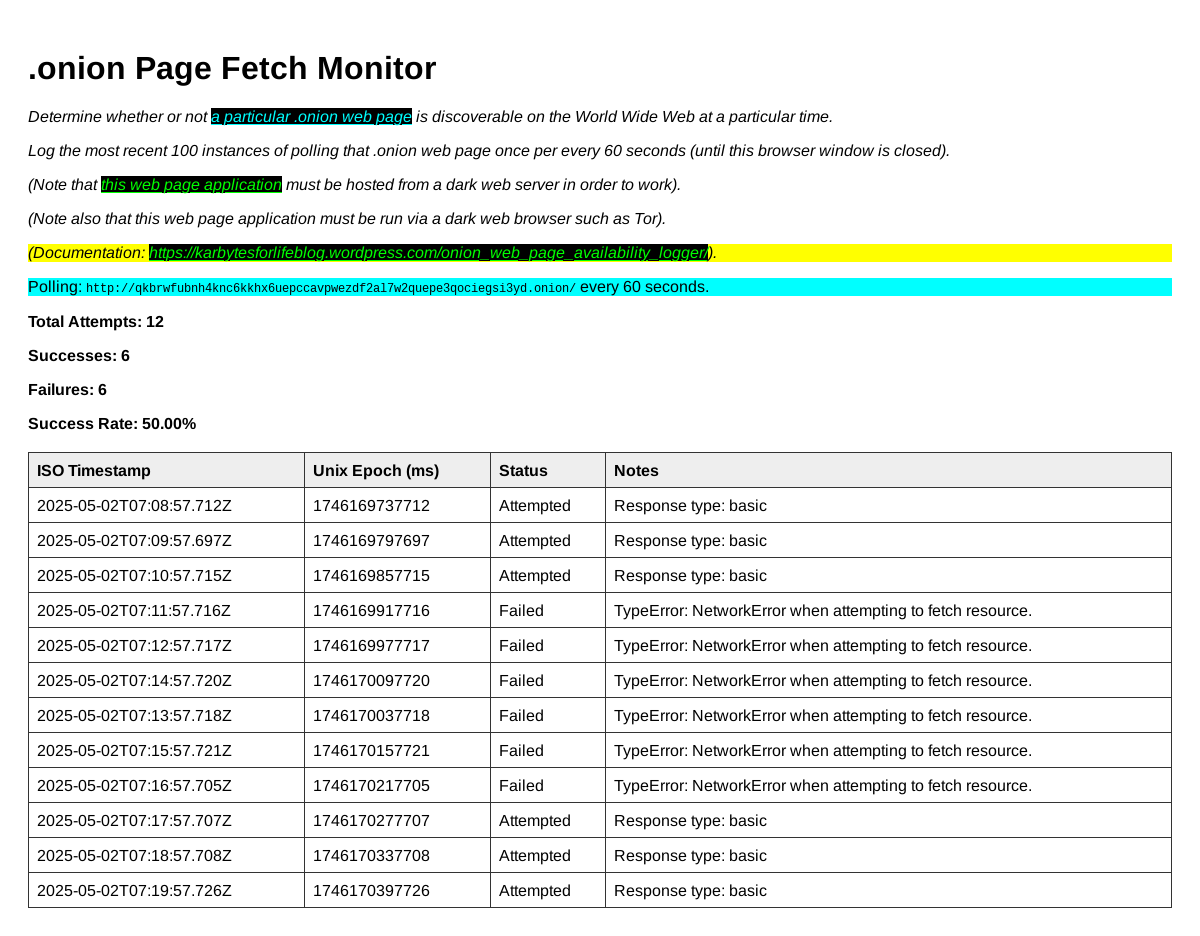 .onion Page Fetch Monitor
Determine whether or not a particular .onion web page is discoverable on the World Wide Web at a particular time.
Log the most recent 100 instances of polling that .onion web page once per every 60 seconds (until this browser window is closed).
(Note that this web page application must be hosted from a dark web server in order to work).
(Note also that this web page application must be run via a dark web browser such as Tor).
(Documentation: https://karbytesforlifeblog.wordpress.com/onion_web_page_availability_logger/).
Polling: http://qkbrwfubnh4knc6kkhx6uepccavpwezdf2al7w2quepe3qociegsi3yd.onion/ every 60 seconds.
Total Attempts: 12
Successes: 6
Failures: 6
Success Rate: 50.00%
ISO Timestamp Unix Epoch (ms) Status Notes
2025-05-02T07:08:57.712Z 1746169737712 Attempted Response type: basic
2025-05-02T07:09:57.697Z 1746169797697 Attempted Response type: basic
2025-05-02T07:10:57.715Z 1746169857715 Attempted Response type: basic
2025-05-02T07:11:57.716Z 1746169917716 Failed TypeError: NetworkError when attempting to fetch resource.
2025-05-02T07:12:57.717Z 1746169977717 Failed TypeError: NetworkError when attempting to fetch resource.
2025-05-02T07:14:57.720Z 1746170097720 Failed TypeError: NetworkError when attempting to fetch resource.
2025-05-02T07:13:57.718Z 1746170037718 Failed TypeError: NetworkError when attempting to fetch resource.
2025-05-02T07:15:57.721Z 1746170157721 Failed TypeError: NetworkError when attempting to fetch resource.
2025-05-02T07:16:57.705Z 1746170217705 Failed TypeError: NetworkError when attempting to fetch resource.
2025-05-02T07:17:57.707Z 1746170277707 Attempted Response type: basic
2025-05-02T07:18:57.708Z 1746170337708 Attempted Response type: basic
2025-05-02T07:19:57.726Z 1746170397726 Attempted Response type: basic